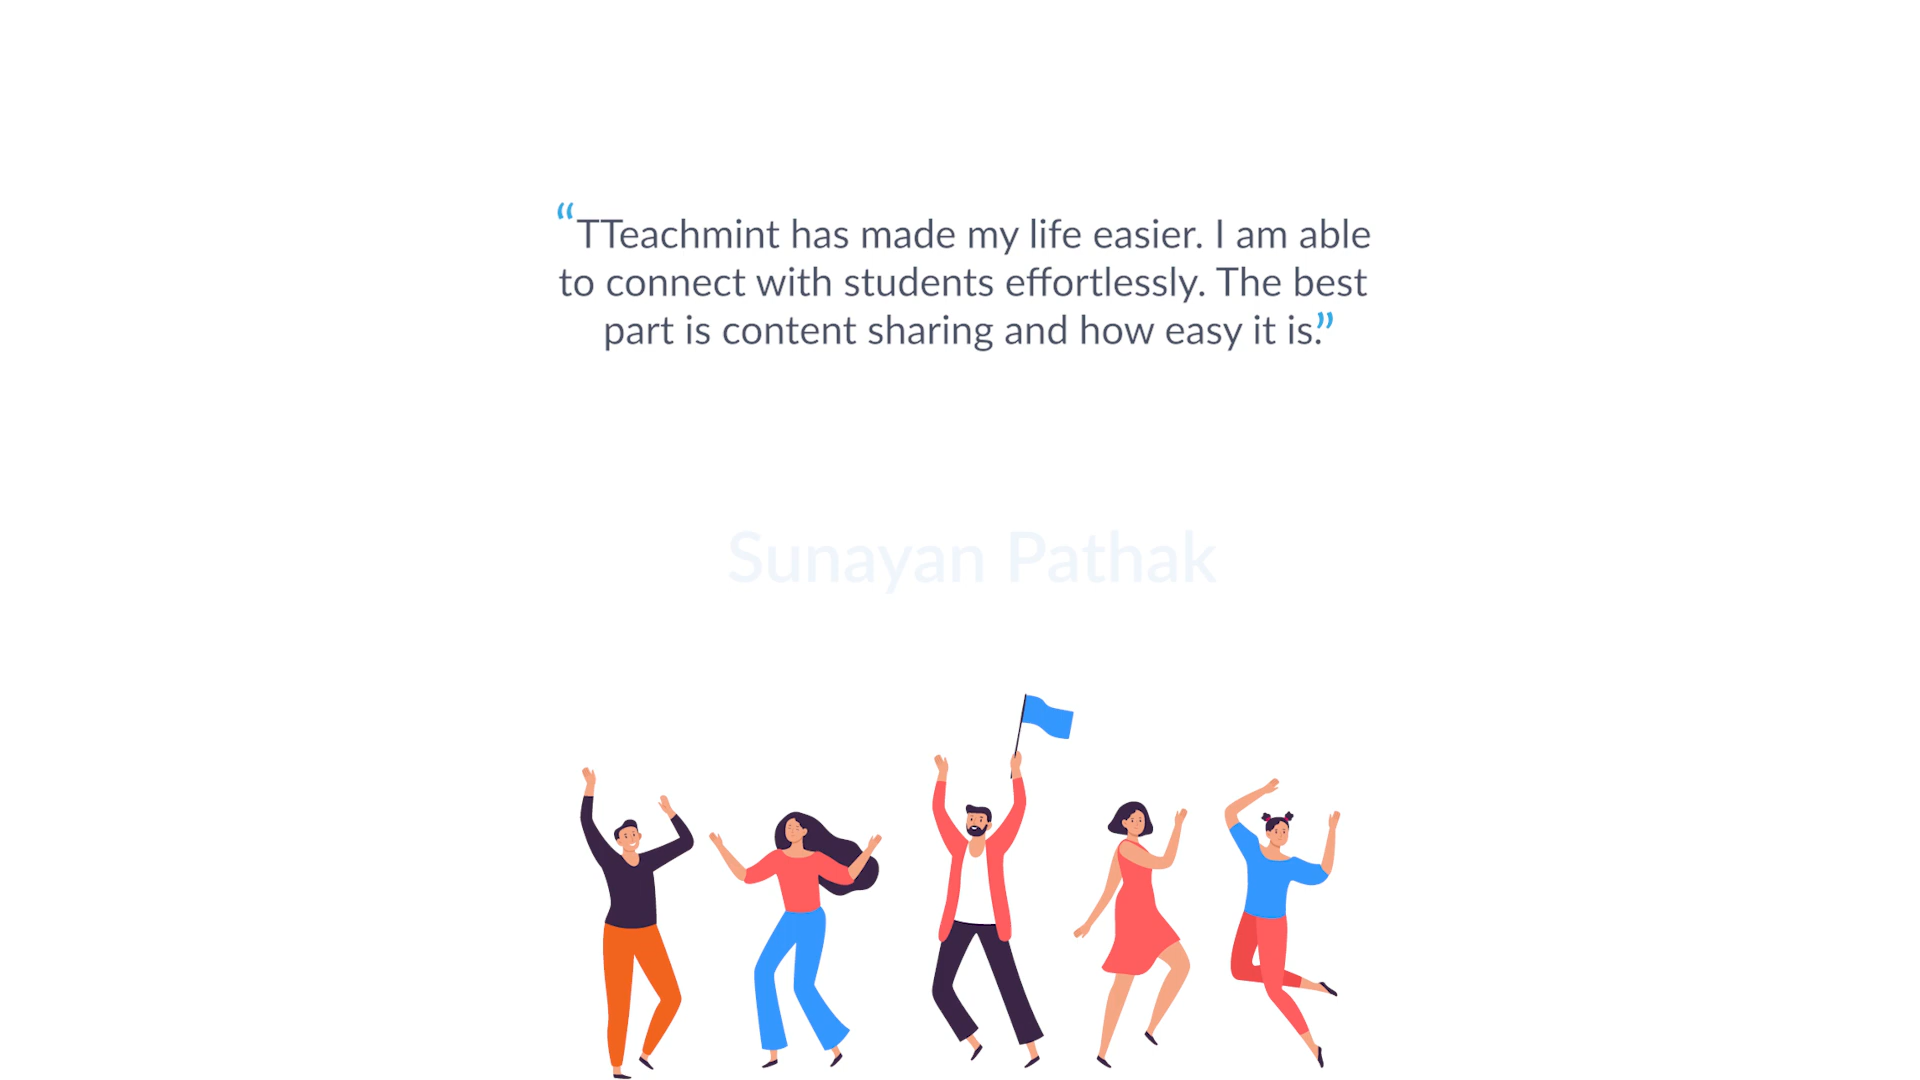 “TTeachmint has made my life easier. I am able
to connect with students effortlessly. The best
part is content sharing and how easy it is.”
Sunayan Pathak